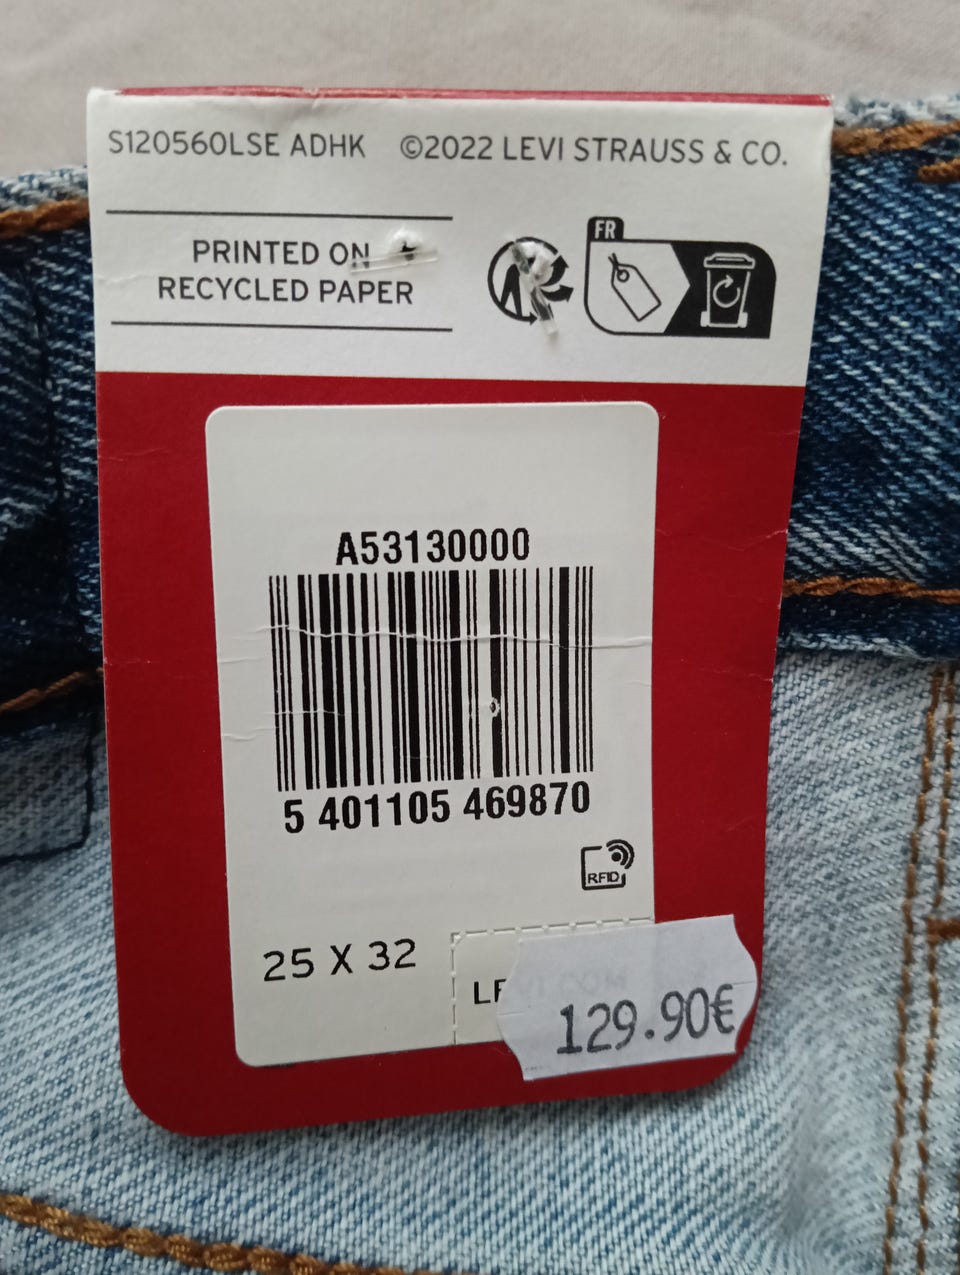 S120560LSE ADHK ©2022 LEVI STRAUSS & CO.
PRINTED ON
RECYCLED PAPER
FR
A53130000
5 401105 469870
RFID
25 X 32
129.90€